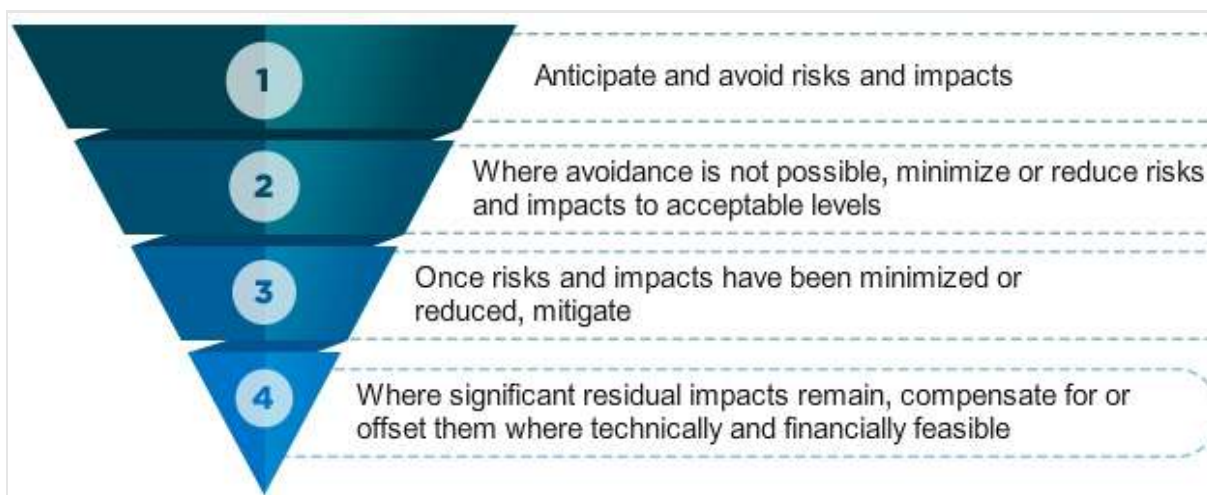 1
Anticipate and avoid risks and impacts
2
Where avoidance is not possible, minimize or reduce risks
and impacts to acceptable levels
3
Once risks and impacts have been minimized or
reduced, mitigate
4
Where significant residual impacts remain, compensate for or
offset them where technically and financially feasible